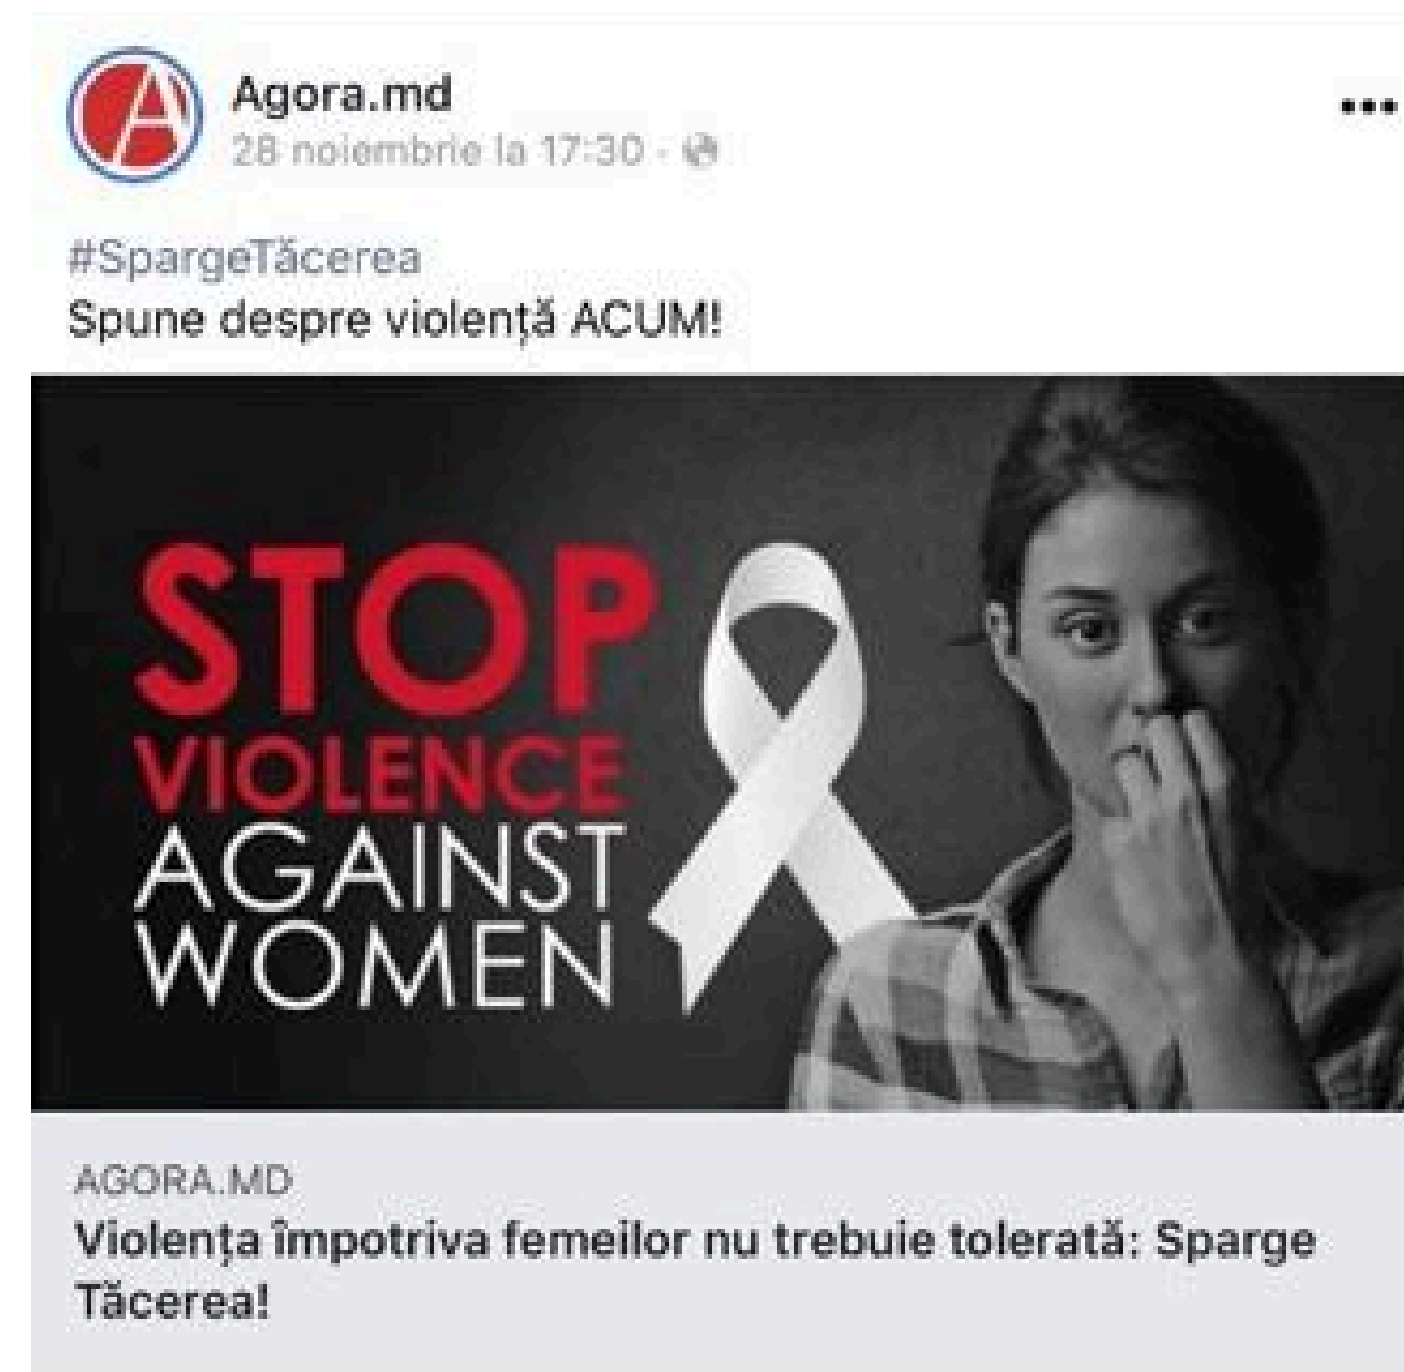 Agora.md
28 noiembrie la 17:30 ·
#SpargeTăcerea
Spune despre violență ACUM!
STOP
VIOLENCE
AGAINST
WOMEN
AGORA.MD
Violența împotriva femeilor nu trebuie tolerată: Sparge
Tăcerea!